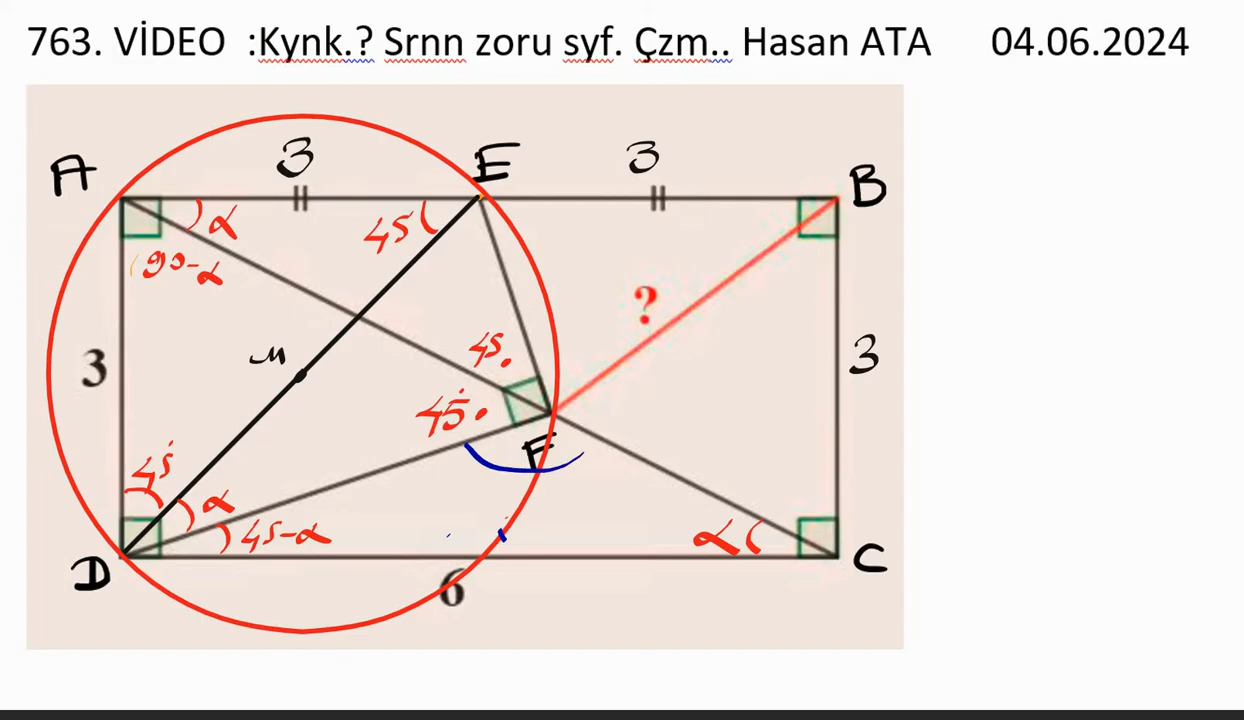 763. VİDEO :Kynk.? Srnn zoru syf. Çzm.. Hasan ATA 04.06.2024
A 3 E 3 B
α 45
90-α
?
45
3 M 3
45
F
45 α
45-α α
D C
6